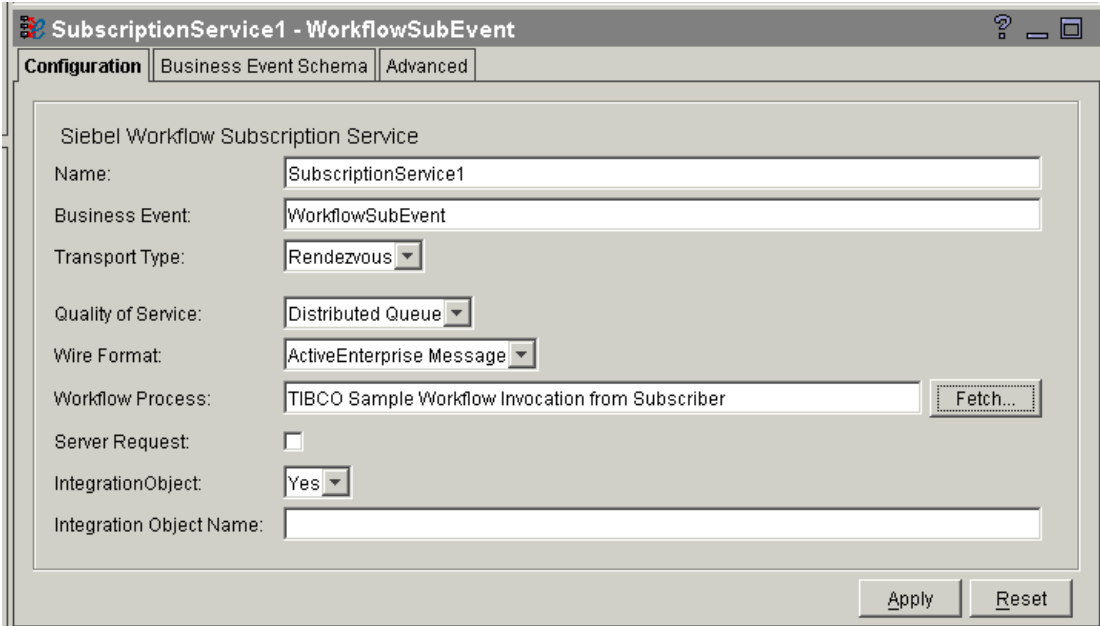 SubscriptionService1 - WorkflowSubEvent
Configuration Business Event Schema Advanced
Siebel Workflow Subscription Service
Name: SubscriptionService1
Business Event: WorkflowSubEvent
Transport Type: Rendezvous
Quality of Service: Distributed Queue
Wire Format: ActiveEnterprise Message
Workflow Process: TIBCO Sample Workflow Invocation from Subscriber Fetch...
Server Request:
IntegrationObject: Yes
Integration Object Name:
Apply Reset